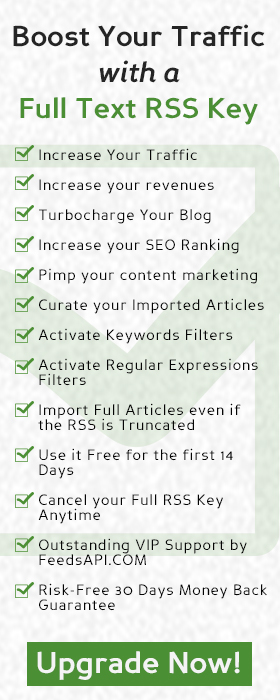 Boost Your Traffic
with a
Full Text RSS Key
Increase Your Traffic
Increase your revenues
Turbocharge Your Blog
Increase your SEO Ranking
Pimp your content marketing
Curate your Imported Articles
Activate Keywords Filters
Activate Regular Expressions
Filters
Import Full Articles even if
the RSS is Truncated
Use it Free for the first 14
Days
Cancel your Full RSS Key
Anytime
Outstanding VIP Support by
FeedsAPI.COM
Risk-Free 30 Days Money Back
Guarantee
Upgrade Now!